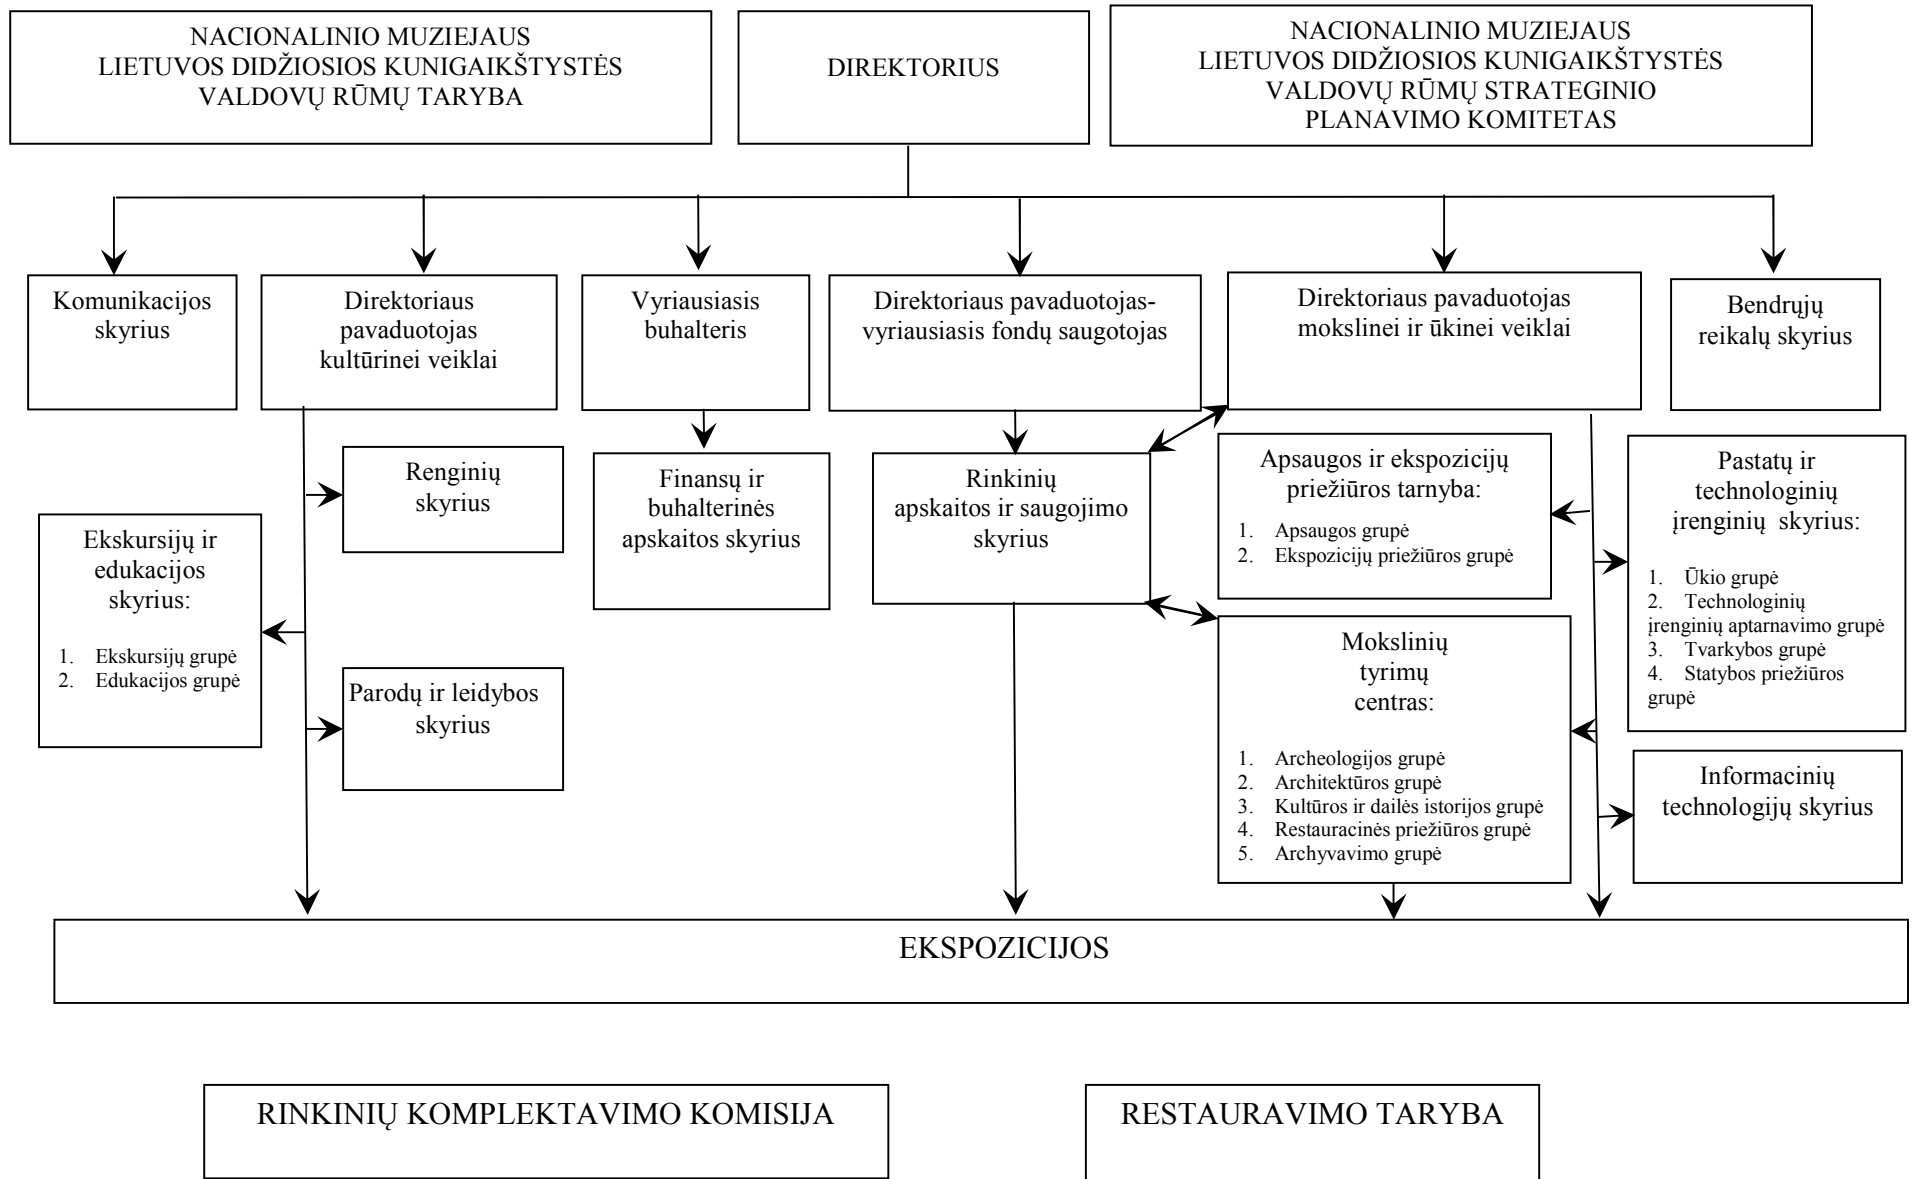 NACIONALINIO MUZIEJAUS
LIETUVOS DIDŽIOSIOS KUNIGAIKŠTYSTĖS
VALDOVŲ RŪMŲ TARYBA
DIREKTORIUS
NACIONALINIO MUZIEJAUS
LIETUVOS DIDŽIOSIOS KUNIGAIKŠTYSTĖS
VALDOVŲ RŪMŲ STRATEGINIO
PLANAVIMO KOMITETAS
Komunikacijos
skyrius
Direktoriaus
pavaduotojas
kultūrinei veiklai
Vyriausiasis
buhalteris
Direktoriaus pavaduotojas-
vyriausiasis fondų saugotojas
Direktoriaus pavaduotojas
mokslinei ir ūkinei veiklai
Bendrųjų
reikalų skyrius
Renginių
skyrius
Ekskursijų ir
edukacijos
skyrius:
1. Ekskursijų grupė
2. Edukacijos grupė
Parodų ir leidybos
skyrius
Finansų ir
buhalterinės
apskaitos skyrius
Rinkinių
apskaitos ir saugojimo
skyrius
Apsaugos ir ekspozicijų
priežiūros tarnyba:
1. Apsaugos grupė
2. Ekspozicijų priežiūros grupė
Mokslinių
tyrimų
centras:
1. Archeologijos grupė
2. Architektūros grupė
3. Kultūros ir dailės istorijos grupė
4. Restauracinės priežiūros grupė
5. Archyvavimo grupė
Pastatų ir
technologinių
įrenginių skyrius:
1. Ūkio grupė
2. Technologinių
įrenginių aptarnavimo grupė
3. Tvarkybos grupė
4. Statybos priežiūros
grupė
Informacinių
technologijų skyrius
EKSPOZICIJOS
RINKINIŲ KOMPLEKTAVIMO KOMISIJA
RESTAURAVIMO TARYBA